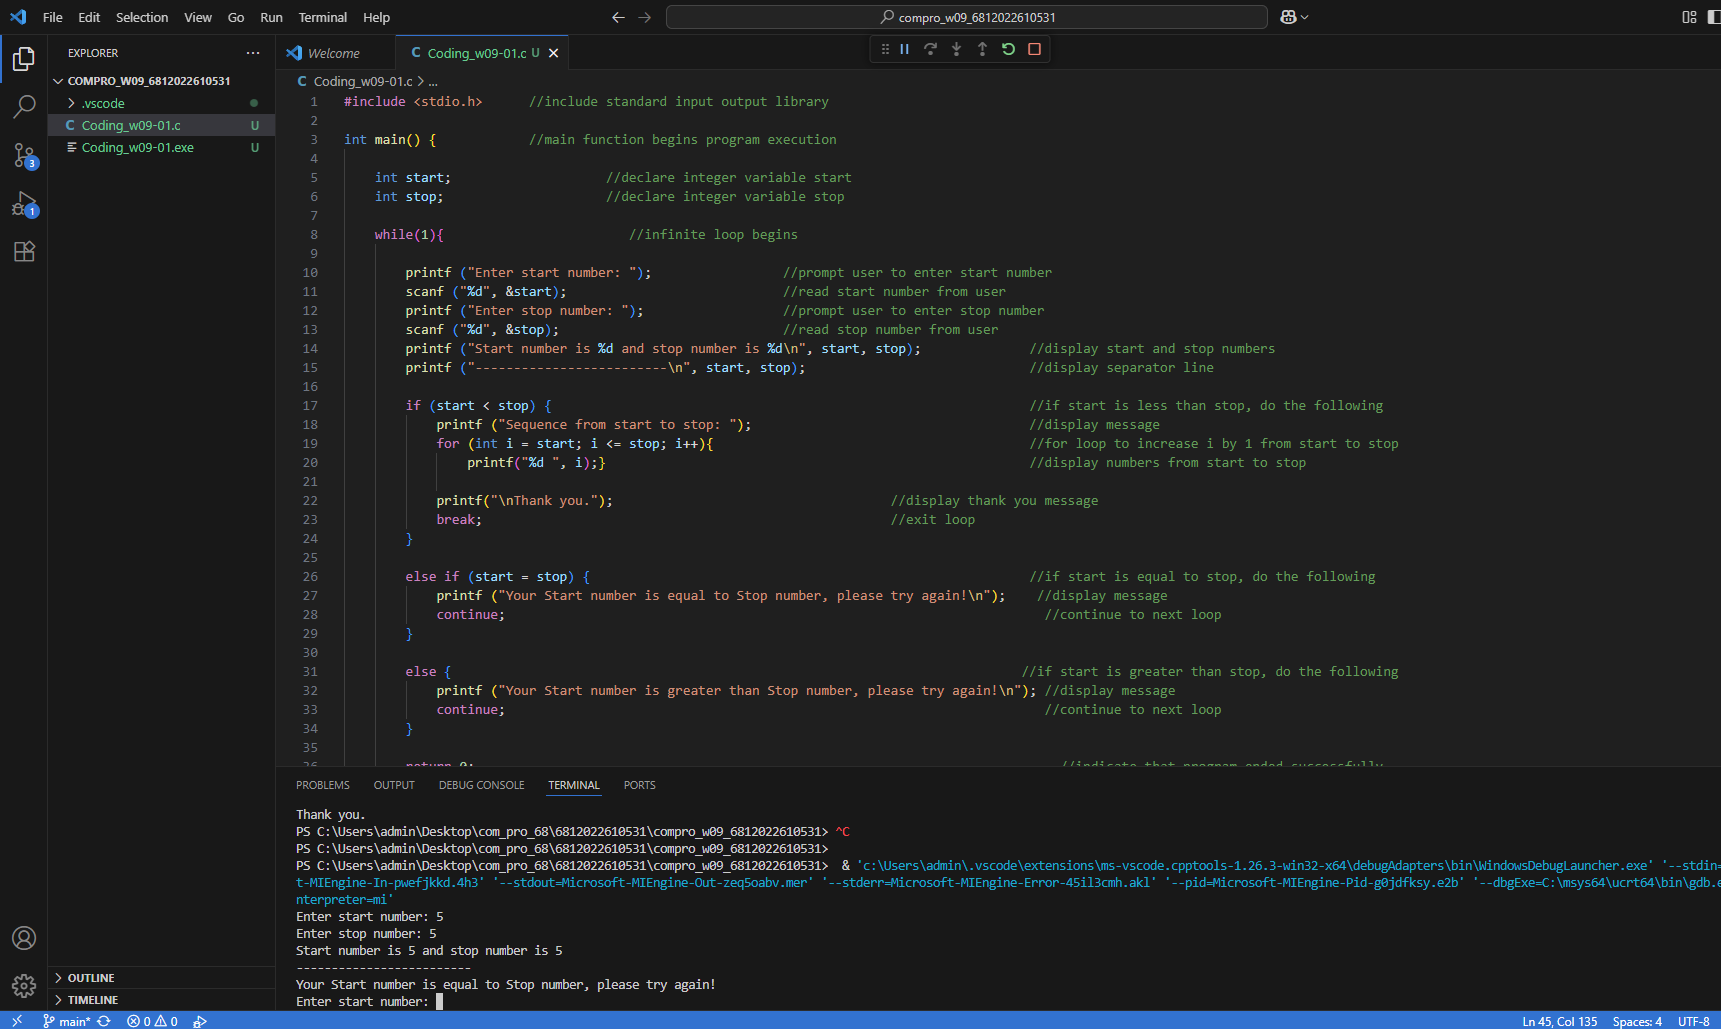 File Edit Selection View Go Run Terminal Help
compro_w09_6812022610531
EXPLORER
COMPRO_W09_6812022610531
.vscode
C Coding_w09-01.c U
Coding_w09-01.exe U
3
1
OUTLINE
TIMELINE
Welcome
C Coding_w09-01.c U
C Coding_w09-01.c > ...
1 #include <stdio.h> //include standard input output library
2
3 int main() { //main function begins program execution
4
5 int start; //declare integer variable start
6 int stop; //declare integer variable stop
7
8 while(1){ //infinite loop begins
9
10 printf ("Enter start number: "); //prompt user to enter start number
11 scanf ("%d", &start); //read start number from user
12 printf ("Enter stop number: "); //prompt user to enter stop number
13 scanf ("%d", &stop); //read stop number from user
14 printf ("Start number is %d and stop number is %d\n", start, stop); //display start and stop numbers
15 printf ("-------------------------\n", start, stop); //display separator line
16
17 if (start < stop) { //if start is less than stop, do the following
18 printf ("Sequence from start to stop: "); //display message
19 for (int i = start; i <= stop; i++){ //for loop to increase i by 1 from start to stop
20 printf("%d ", i);} //display numbers from start to stop
21
22 printf("\nThank you."); //display thank you message
23 break; //exit loop
24 }
25
26 else if (start = stop) { //if start is equal to stop, do the following
27 printf ("Your Start number is equal to Stop number, please try again!\n"); //display message
28 continue; //continue to next loop
29 }
30
31 else { //if start is greater than stop, do the following
32 printf ("Your Start number is greater than Stop number, please try again!\n"); //display message
33 continue; //continue to next loop
34 }
35
36 return 0; //indicate that program ended successfully
PROBLEMS OUTPUT DEBUG CONSOLE TERMINAL PORTS
Thank you.
PS C:\Users\admin\Desktop\com_pro_68\6812022610531\compro_w09_6812022610531> ^C
PS C:\Users\admin\Desktop\com_pro_68\6812022610531\compro_w09_6812022610531>
PS C:\Users\admin\Desktop\com_pro_68\6812022610531\compro_w09_6812022610531> & 'c:\Users\admin\.vscode\extensions\ms-vscode.cpptools-1.26.3-win32-x64\debugAdapters\bin\WindowsDebugLauncher.exe' '--stdin=
t-MIEngine-In-pwefjkkd.4h3' '--stdout=Microsoft-MIEngine-Out-zeq5oabv.mer' '--stderr=Microsoft-MIEngine-Error-45il3cmh.akl' '--pid=Microsoft-MIEngine-Pid-g0jdfksy.e2b' '--dbgExe=C:\msys64\ucrt64\bin\gdb.e
nterpreter=mi'
Enter start number: 5
Enter stop number: 5
Start number is 5 and stop number is 5
-------------------------
Your Start number is equal to Stop number, please try again!
Enter start number:
main* 0 0 Ln 45, Col 135 Spaces: 4 UTF-8